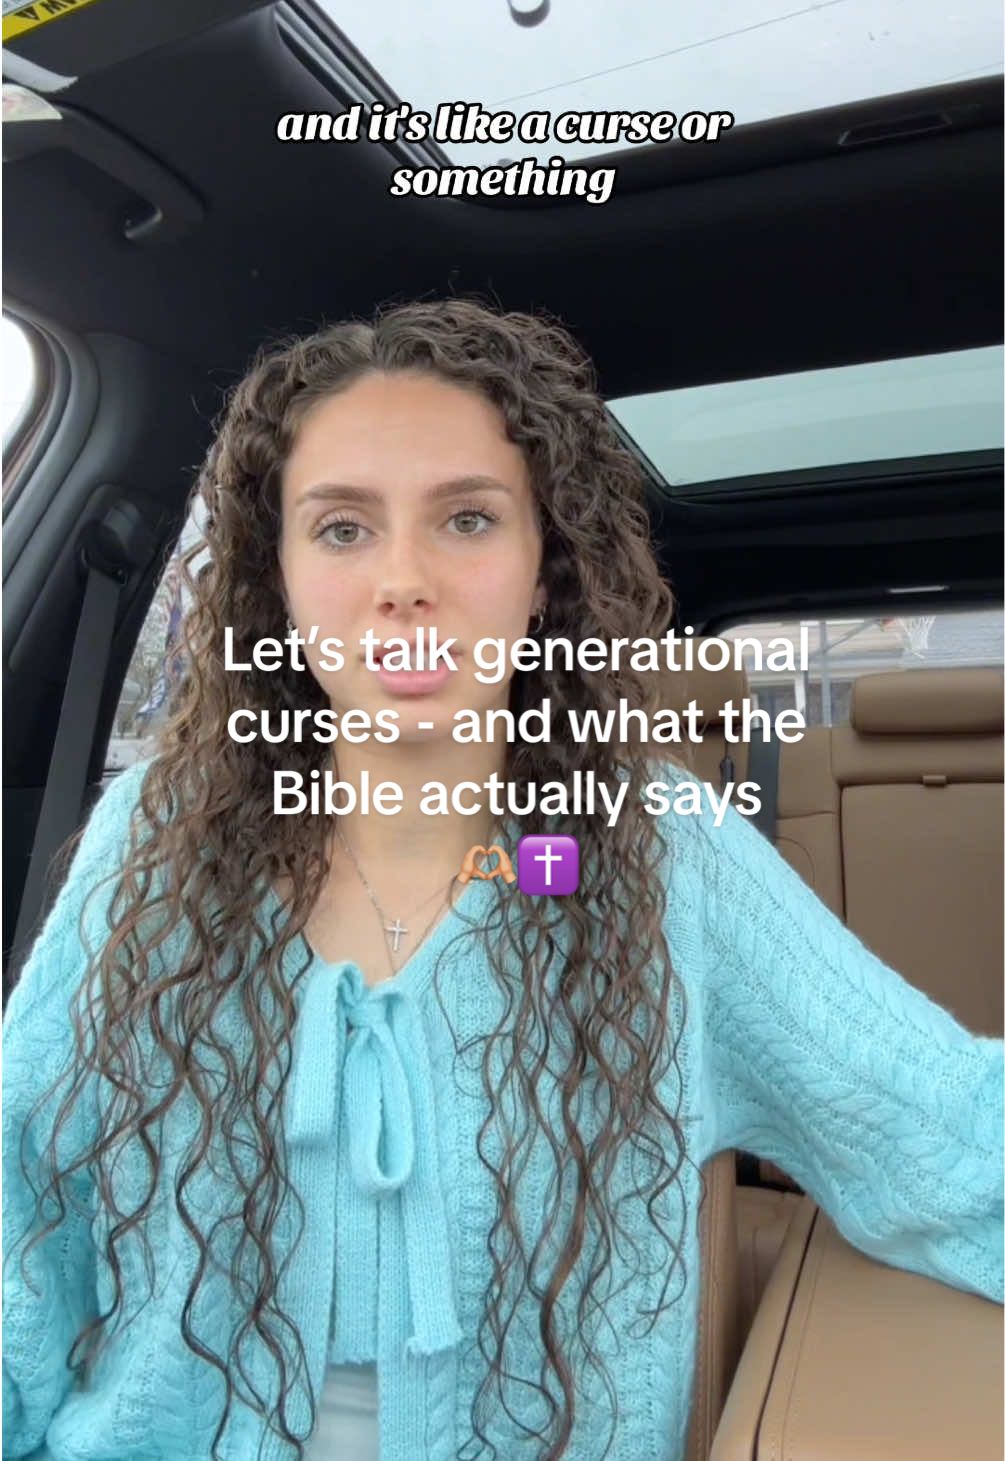 and it's like a curse or
something
Let's talk generational
curses - and what the
Bible actually says
🫶🏼✝️